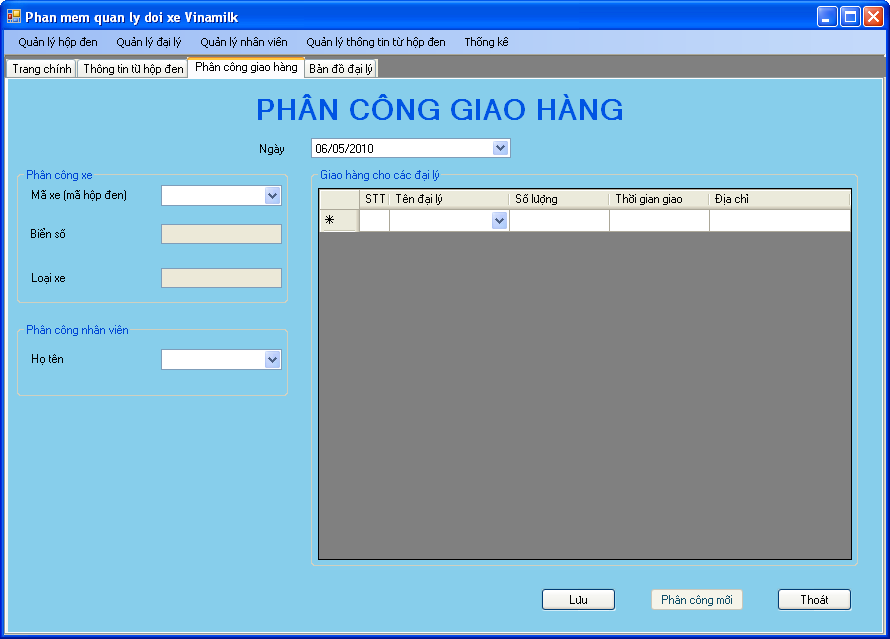 Phan mem quan ly doi xe Vinamilk
Quản lý hộp đen Quản lý đại lý Quản lý nhân viên Quản lý thông tin từ hộp đen Thống kê
Trang chính Thông tin từ hộp đen Phân công giao hàng Bản đồ đại lý
PHÂN CÔNG GIAO HÀNG
Ngày 06/05/2010
Phân công xe
Mã xe (mã hộp đen)
Biển số
Loại xe
Phân công nhân viên
Họ tên
Giao hàng cho các đại lý
STT Tên đại lý Số lượng Thời gian giao Địa chỉ
Lưu Phân công mới Thoát